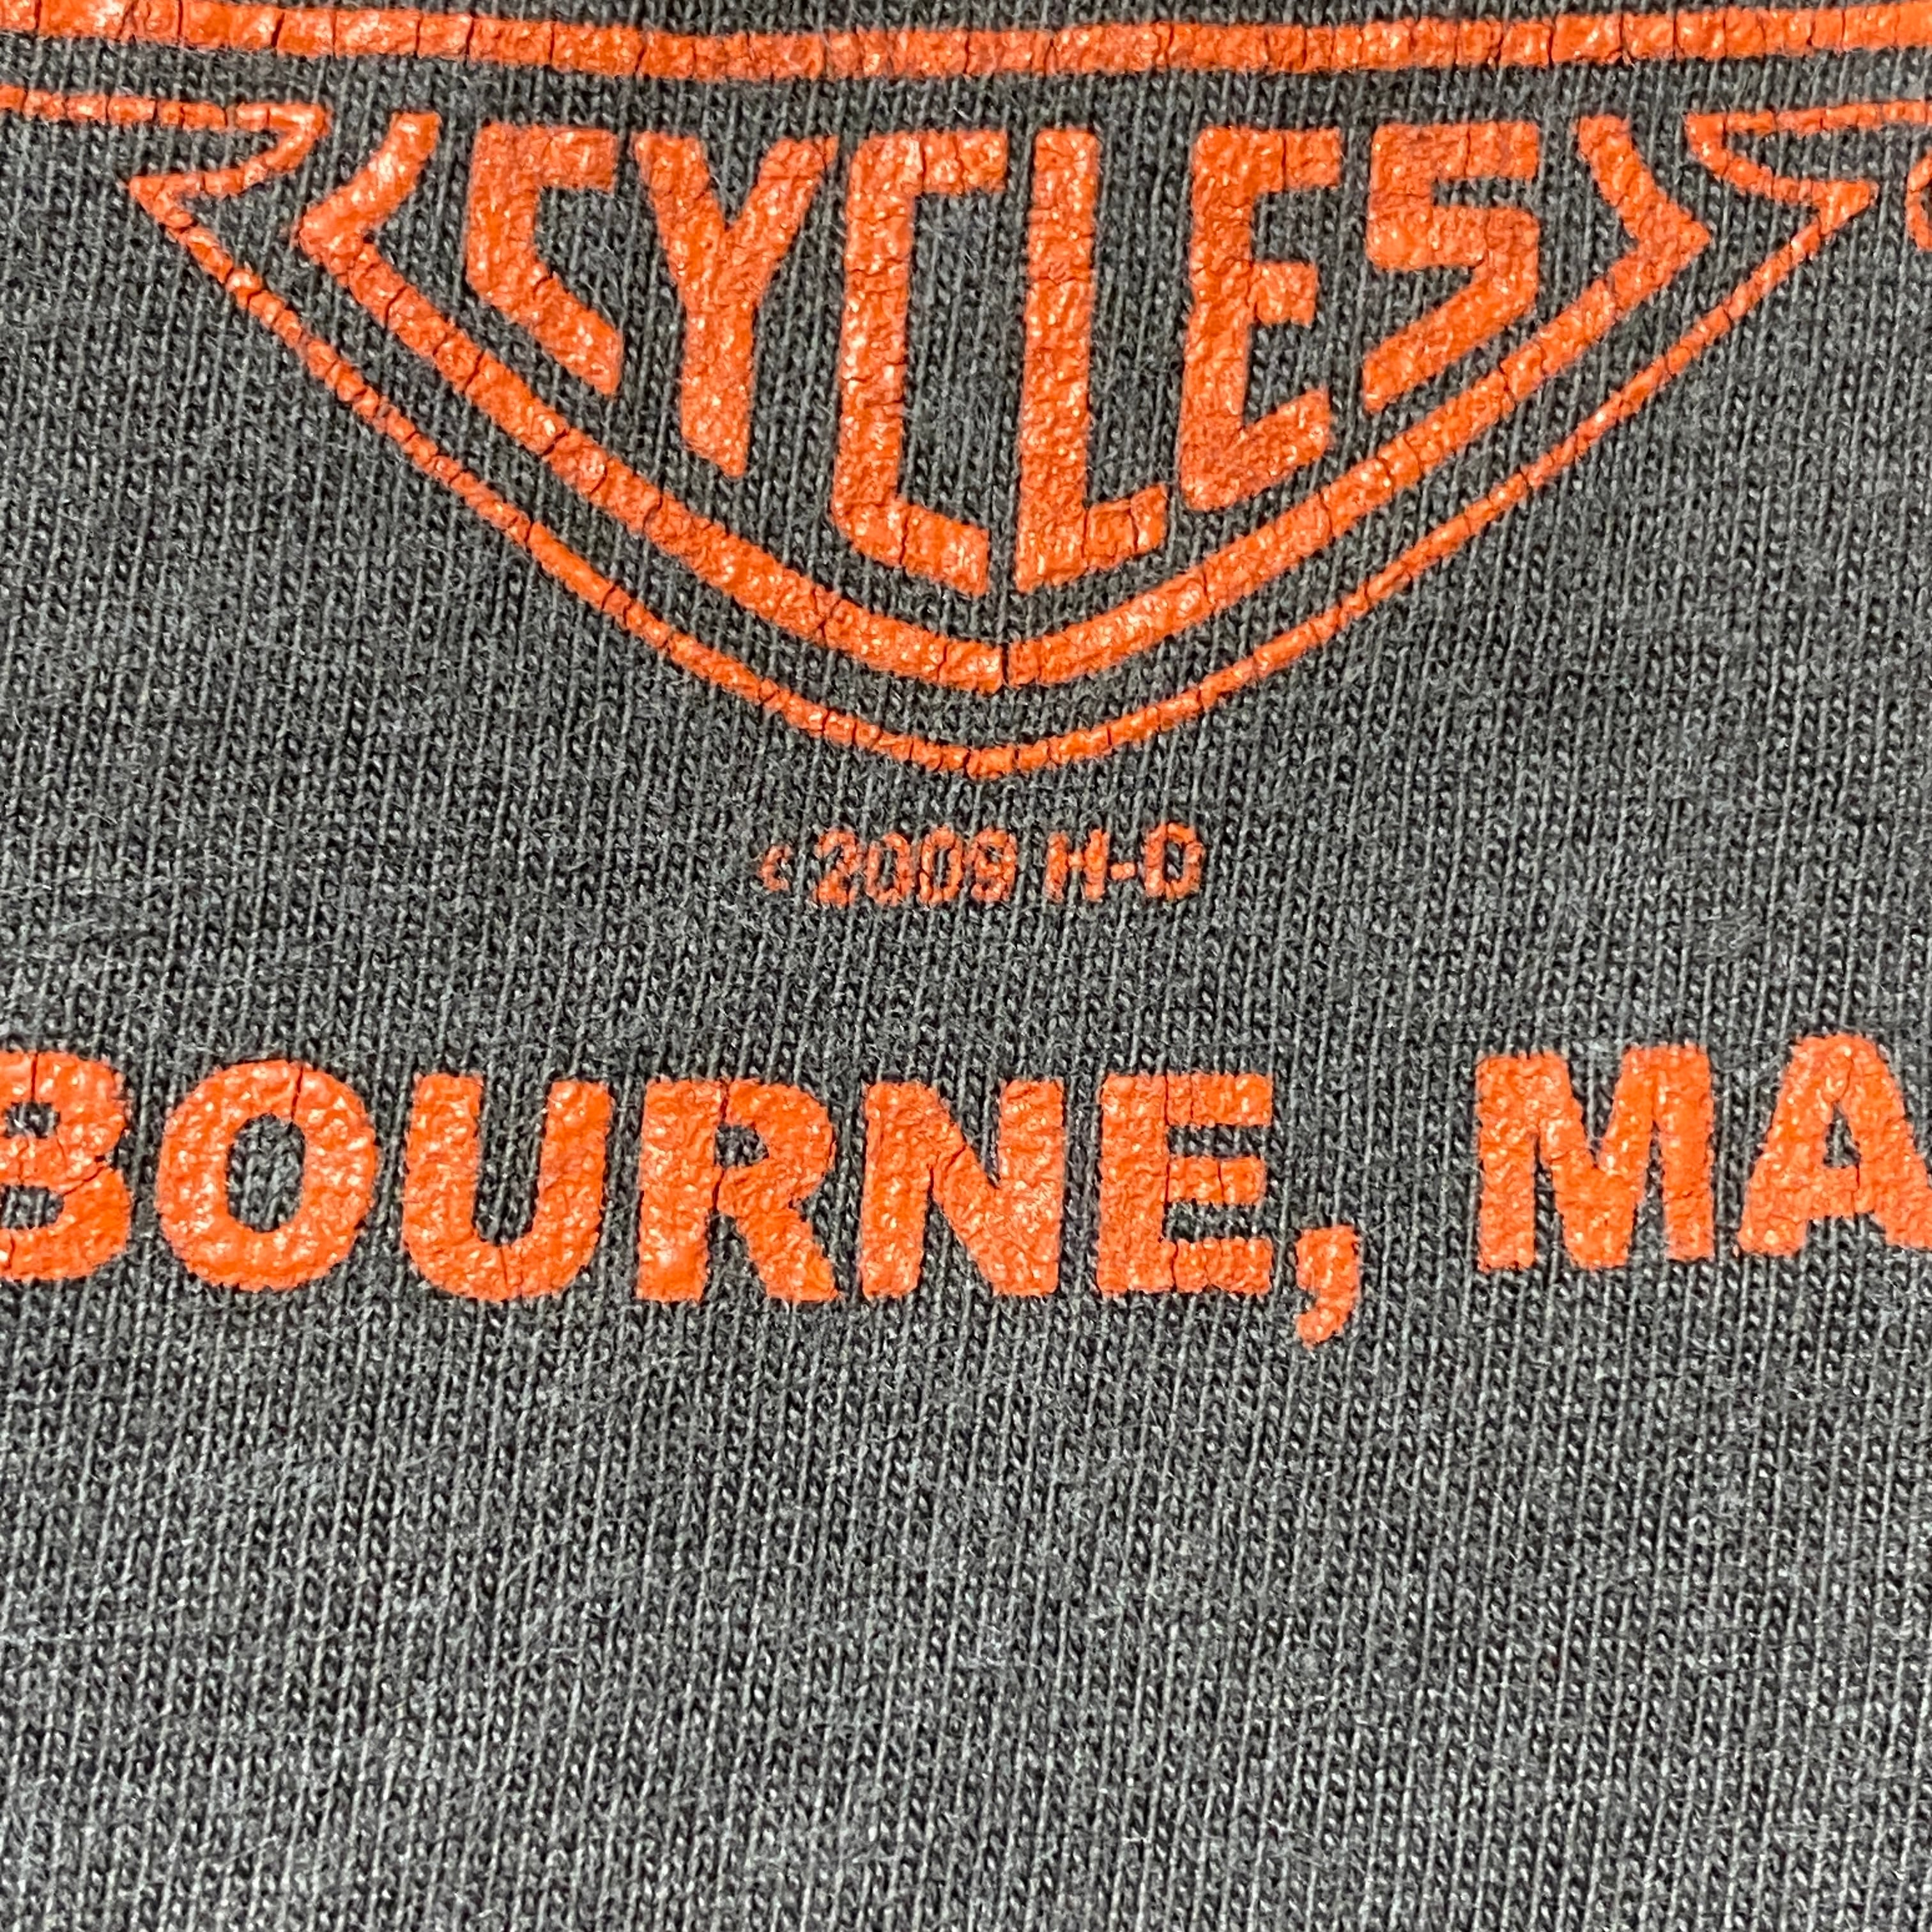 CYCLES
c 2009 H-D
BOURNE, MA